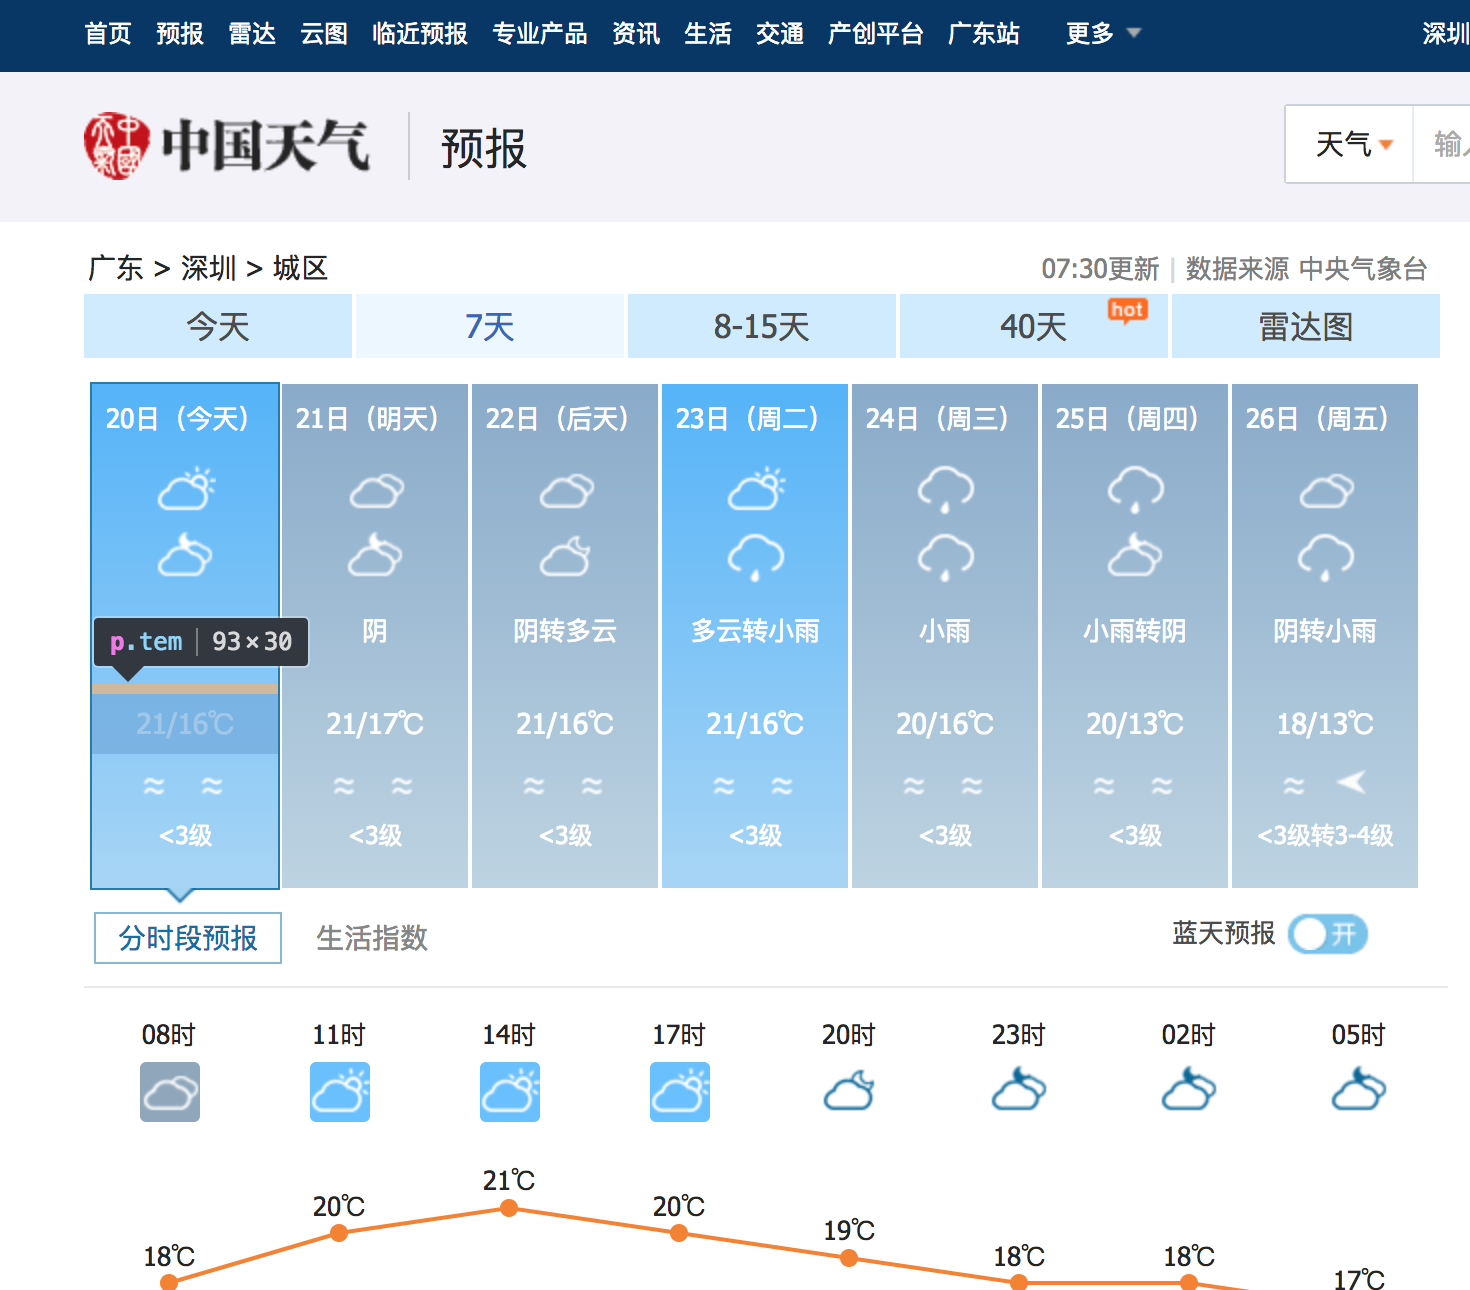 首页 预报 雷达 云图 临近预报 专业产品 资讯 生活 交通 产创平台 广东站 更多 深圳
中国天气 预报 天气
广东 > 深圳 > 城区 07:30更新 | 数据来源 中央气象台
今天 7天 8-15天 40天 hot 雷达图
20日（今天） 21日（明天） 22日（后天） 23日（周二） 24日（周三） 25日（周四） 26日（周五）
p.tem | 93×30 阴 阴转多云 多云转小雨 小雨 小雨转阴 阴转小雨
21/16℃ 21/17℃ 21/16℃ 21/16℃ 20/16℃ 20/13℃ 18/13℃
<3级 <3级 <3级 <3级 <3级 <3级 <3级转3-4级
分时段预报 生活指数 蓝天预报 开
08时 11时 14时 17时 20时 23时 02时 05时
18℃ 20℃ 21℃ 20℃ 19℃ 18℃ 18℃ 17℃